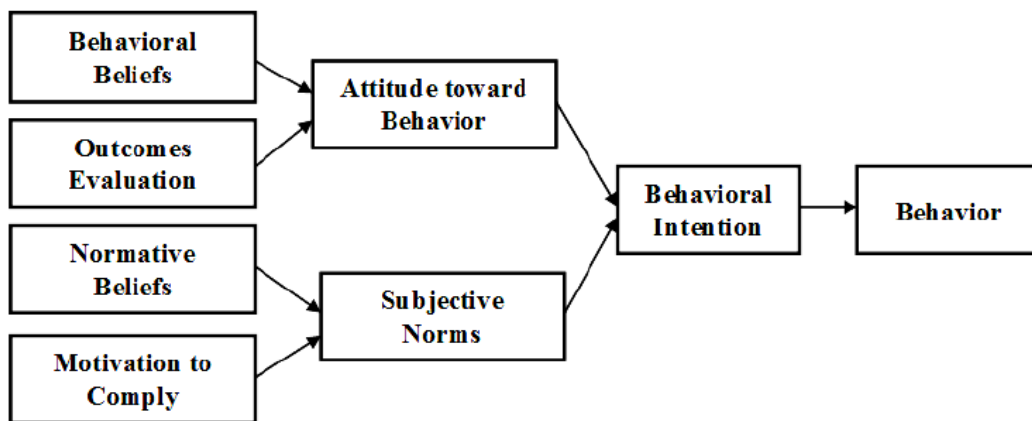 Behavioral
Beliefs
Outcomes
Evaluation
Normative
Beliefs
Motivation to
Comply
Attitude toward
Behavior
Subjective
Norms
Behavioral
Intention
Behavior